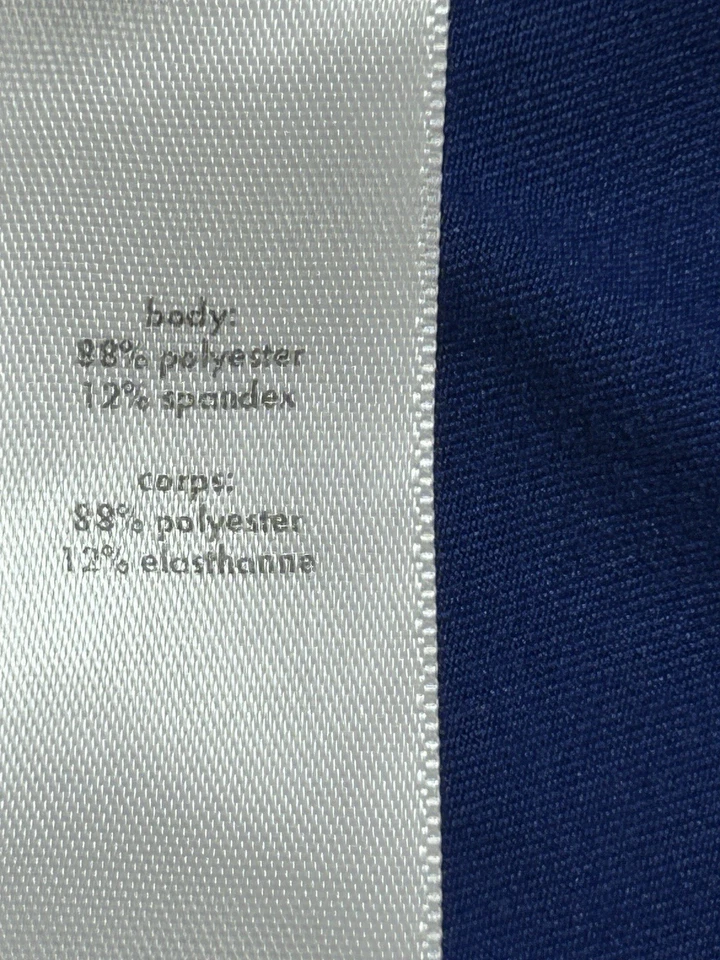 body:
88% polyester
12% spandex
corps:
88% polyester
12% elasthanne